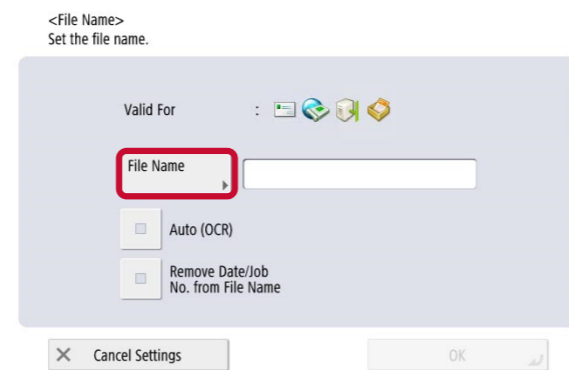 <File Name>
Set the file name.
Valid For :
File Name
Auto (OCR)
Remove Date/Job
No. from File Name
Cancel Settings
OK